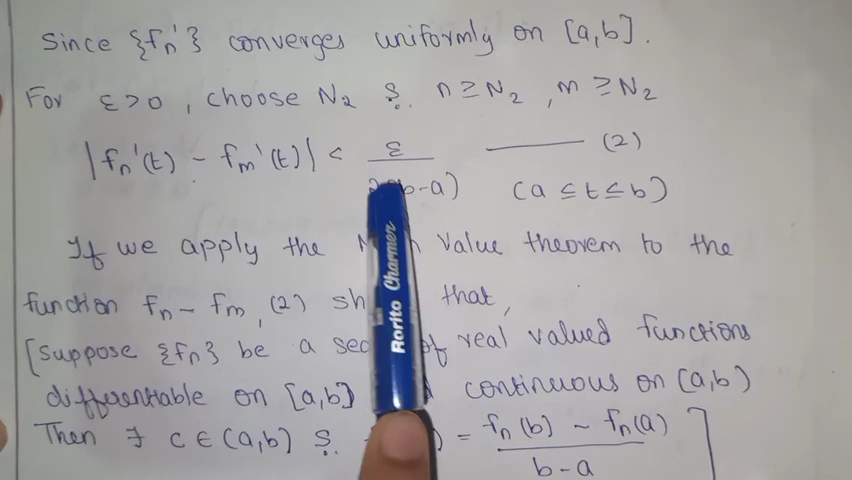 Since {fn'} converges uniformly on [a,b].
For ε>0, choose N2 ∋: n≥N2, m≥N2
|fn'(t) - fm'(t)| < ε/2(b-a) ——— (2)
(a ≤ t ≤ b)
If we apply the Value theorem to the
function fn - fm, (2) that,
[Suppose {fn} be a of real valued functions
differentiable on [a,b] continuous on (a,b)
Then ∃ c ∈ (a,b) ∋: ) = fn(b) - fn(a)/b-a ]
Rorito Charmer